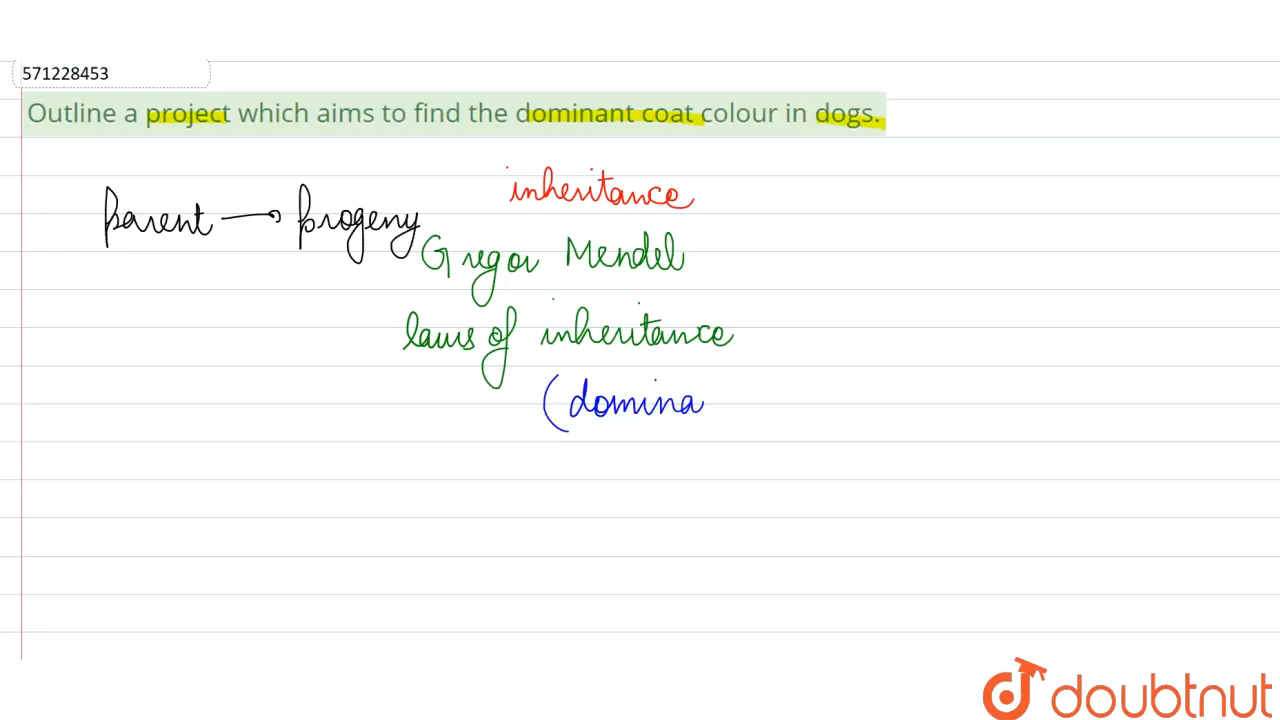 571228453
Outline a project which aims to find the dominant coat colour in dogs.
inheritance
Parent → Progeny
Gregor Mendel
laws of inheritance
(domina
doubtnut